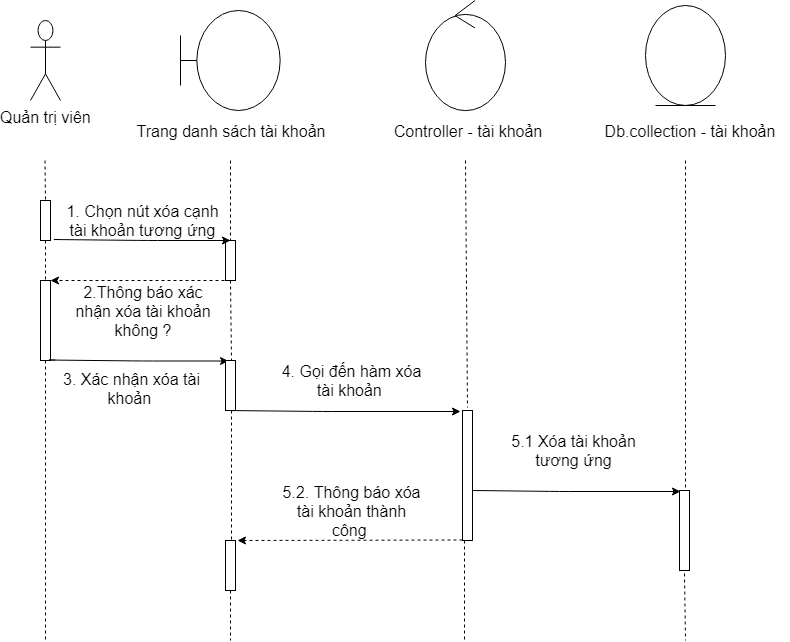 Quản trị viên
Trang danh sách tài khoản
Controller - tài khoản
Db.collection - tài khoản
1. Chọn nút xóa cạnh
tài khoản tương ứng
2.Thông báo xác
nhận xóa tài khoản
không ?
3. Xác nhận xóa tài
khoản
4. Gọi đến hàm xóa
tài khoản
5.1 Xóa tài khoản
tương ứng
5.2. Thông báo xóa
tài khoản thành
công